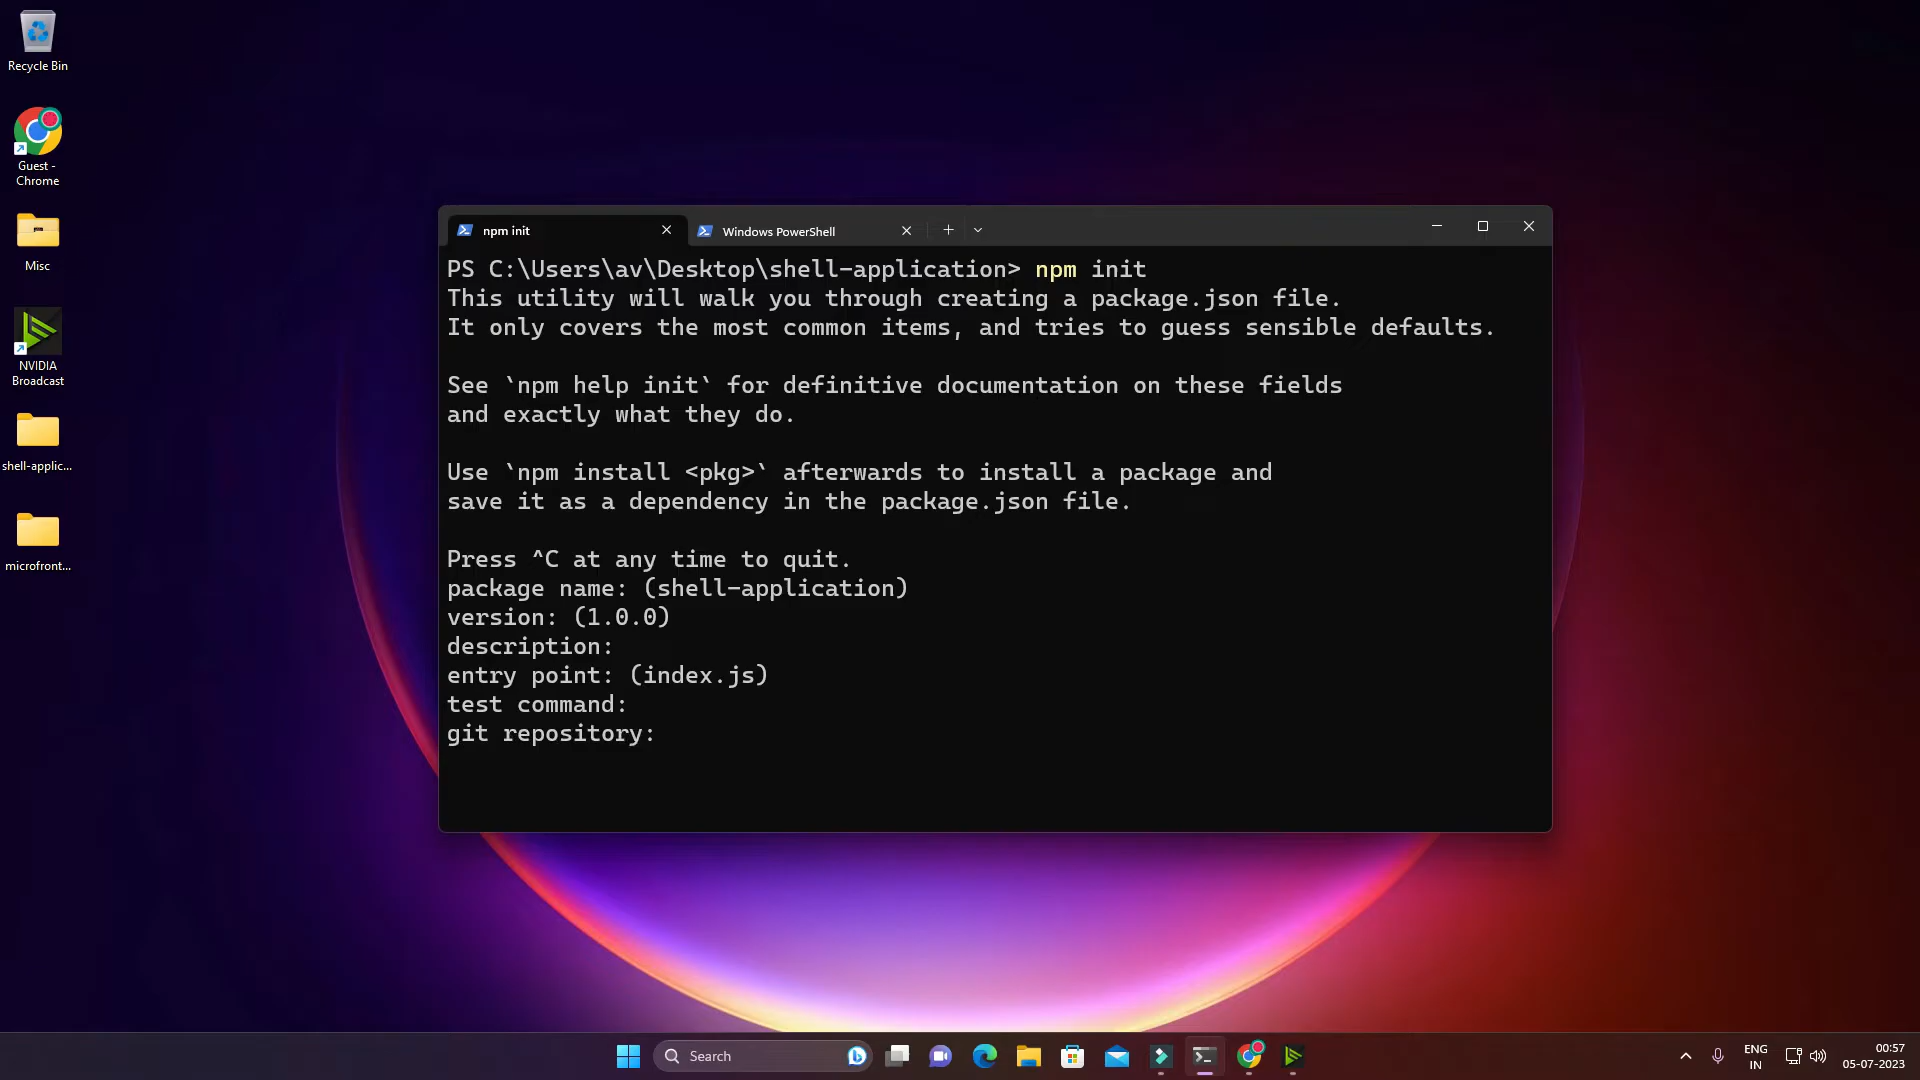 Recycle Bin
Guest -
Chrome
Misc
NVIDIA
Broadcast
shell-applic...
microfront...
npm init
Windows PowerShell
PS C:\Users\av\Desktop\shell-application> npm init
This utility will walk you through creating a package.json file.
It only covers the most common items, and tries to guess sensible defaults.
See `npm help init` for definitive documentation on these fields
and exactly what they do.
Use `npm install <pkg>` afterwards to install a package and
save it as a dependency in the package.json file.
Press ^C at any time to quit.
package name: (shell-application)
version: (1.0.0)
description:
entry point: (index.js)
test command:
git repository:
Search
ENG
IN
00:57
05-07-2023